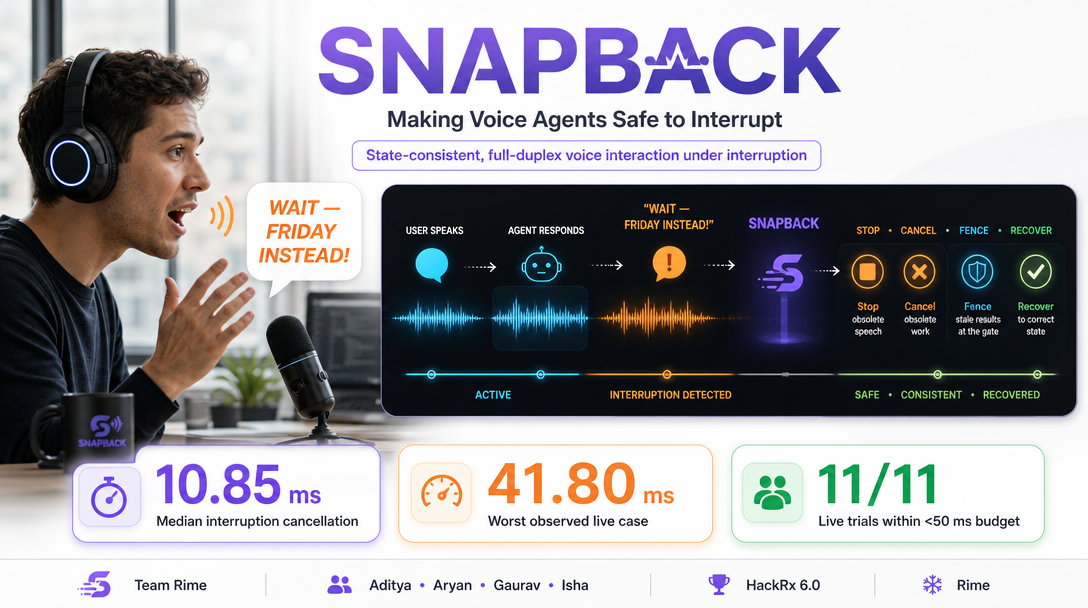 SNAPBACK
Making Voice Agents Safe to Interrupt
State-consistent, full-duplex voice interaction under interruption
WAIT —
FRIDAY
INSTEAD!
USER SPEAKS
AGENT RESPONDS
"WAIT —
FRIDAY INSTEAD!"
SNAPBACK
STOP • CANCEL • FENCE • RECOVER
Stop
obsolete
speech
Cancel
obsolete
work
Fence
stale results
at the gate
Recover
to correct
state
ACTIVE
INTERRUPTION DETECTED
SAFE • CONSISTENT • RECOVERED
SNAPBACK
10.85 ms
Median interruption cancellation
41.80 ms
Worst observed live case
11/11
Live trials within <50 ms budget
Team Rime
Aditya • Aryan • Gaurav • Isha
HackRx 6.0
Rime